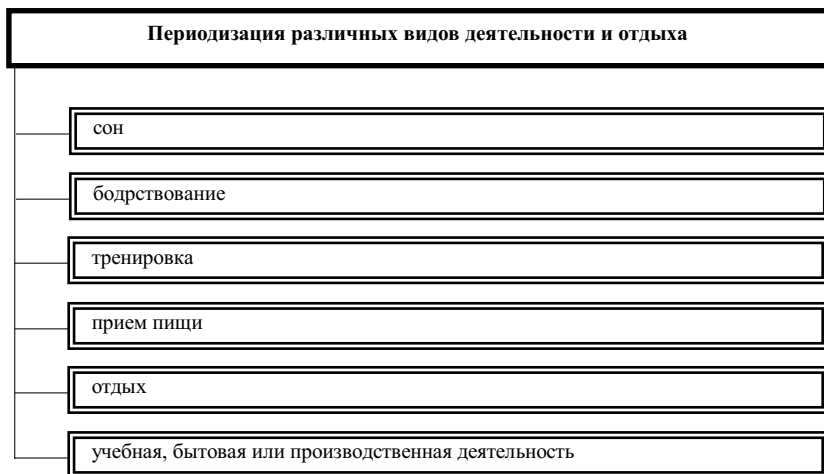 Периодизация различных видов деятельности и отдыха
сон
бодрствование
тренировка
прием пищи
отдых
учебная, бытовая или производственная деятельность